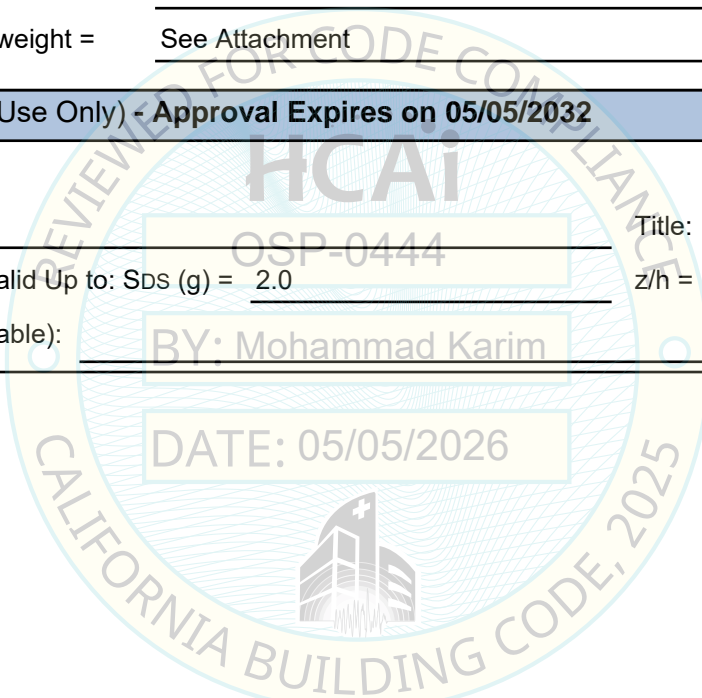 weight = See Attachment
Use Only) - Approval Expires on 05/05/2032
REVIEWED FOR CODE COMPLIANCE
HCAi
Title:
OSP-0444
alid Up to: SDS (g) = 2.0 z/h =
able):
BY: Mohammad Karim
DATE: 05/05/2026
CALIFORNIA BUILDING CODE, 2025